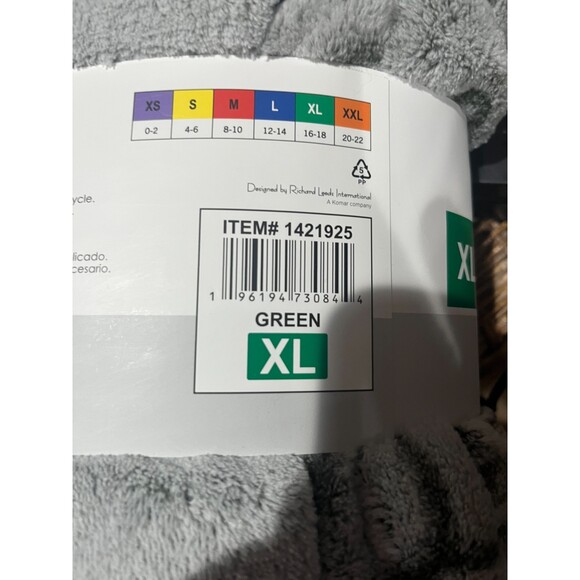 XS S M L XL XXL
0-2 4-6 8-10 12-14 16-18 20-22
5
PP
Designed by Richard Leeds International
A Komar company
ycle.
licado.
cesario.
ITEM# 1421925
1 96194 73084 4
GREEN
XL
XL